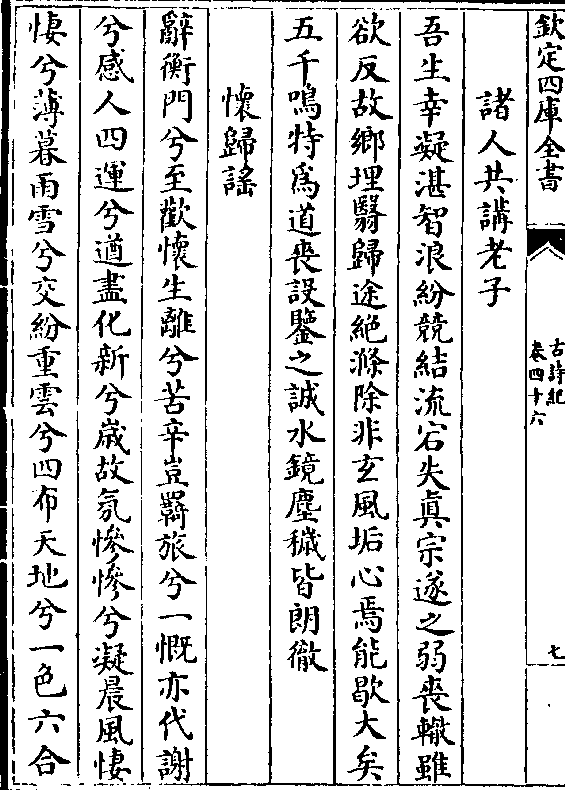 欽定四庫全書
古詩紀
卷四十六
七
諸人共講老子
吾生幸凝湛智浪紛競結流宕失真宗遂之弱喪轍雖
欲反故鄉埋翳歸途絶滌除非玄風垢心焉能歇大矣
五千鳴特為道喪設鑒之誠水鏡塵穢皆朗徹
懷歸謠
辭衡門兮至歡懷生離兮苦辛豈羇旅兮一慨亦代謝
兮感人四運兮遒盡化新兮嵗故氛慘慘兮凝晨風悽
悽兮薄暮雨雪兮交紛重雲兮四布天地兮一色六合